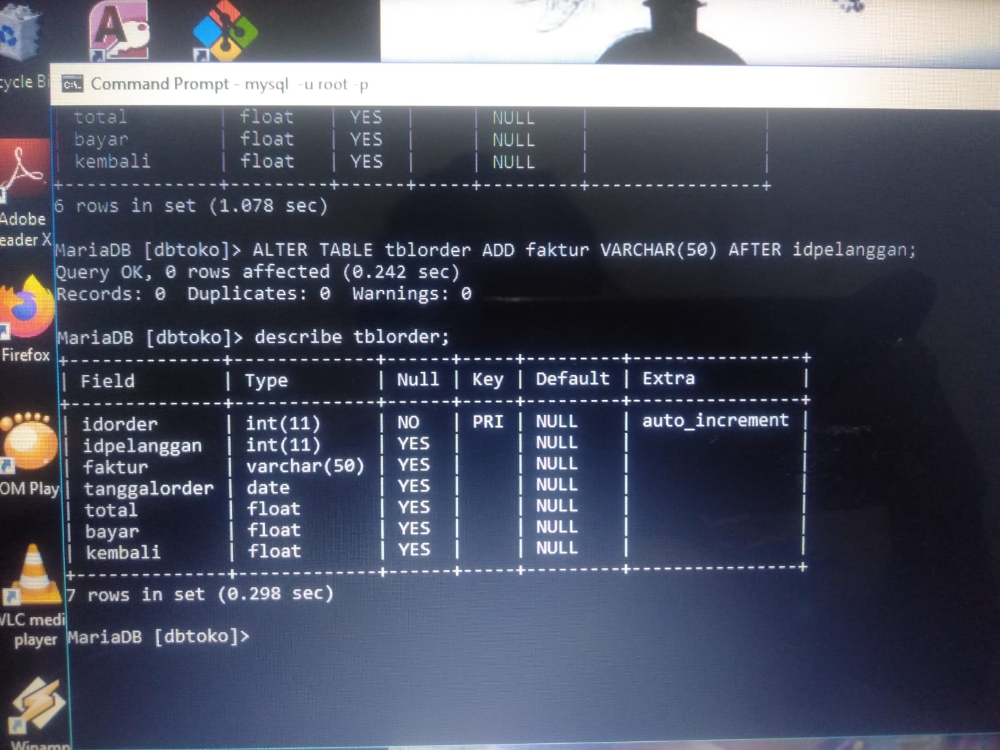 cycle Bi
Command Prompt - mysql  -u root -p
| total | float | YES | | NULL | |
| bayar | float | YES | | NULL | |
| kembali | float | YES | | NULL | |
+---------------+----------+------+-----+---------+----------------+
6 rows in set (1.078 sec)
Adobe
eader X
MariaDB [dbtoko]> ALTER TABLE tblorder ADD faktur VARCHAR(50) AFTER idpelanggan;
Query OK, 0 rows affected (0.242 sec)
Records: 0  Duplicates: 0  Warnings: 0
MariaDB [dbtoko]> describe tblorder;
Firefox
+--------------+-------------+------+-----+---------+----------------+
| Field | Type | Null | Key | Default | Extra |
+--------------+-------------+------+-----+---------+----------------+
| idorder | int(11) | NO | PRI | NULL | auto_increment |
| idpelanggan | int(11) | YES | | NULL | |
| faktur | varchar(50) | YES | | NULL | |
| tanggalorder | date | YES | | NULL | |
| total | float | YES | | NULL | |
| bayar | float | YES | | NULL | |
| kembali | float | YES | | NULL | |
+--------------+-------------+------+-----+---------+----------------+
OM Play
7 rows in set (0.298 sec)
VLC medi
player
MariaDB [dbtoko]>
Winamp